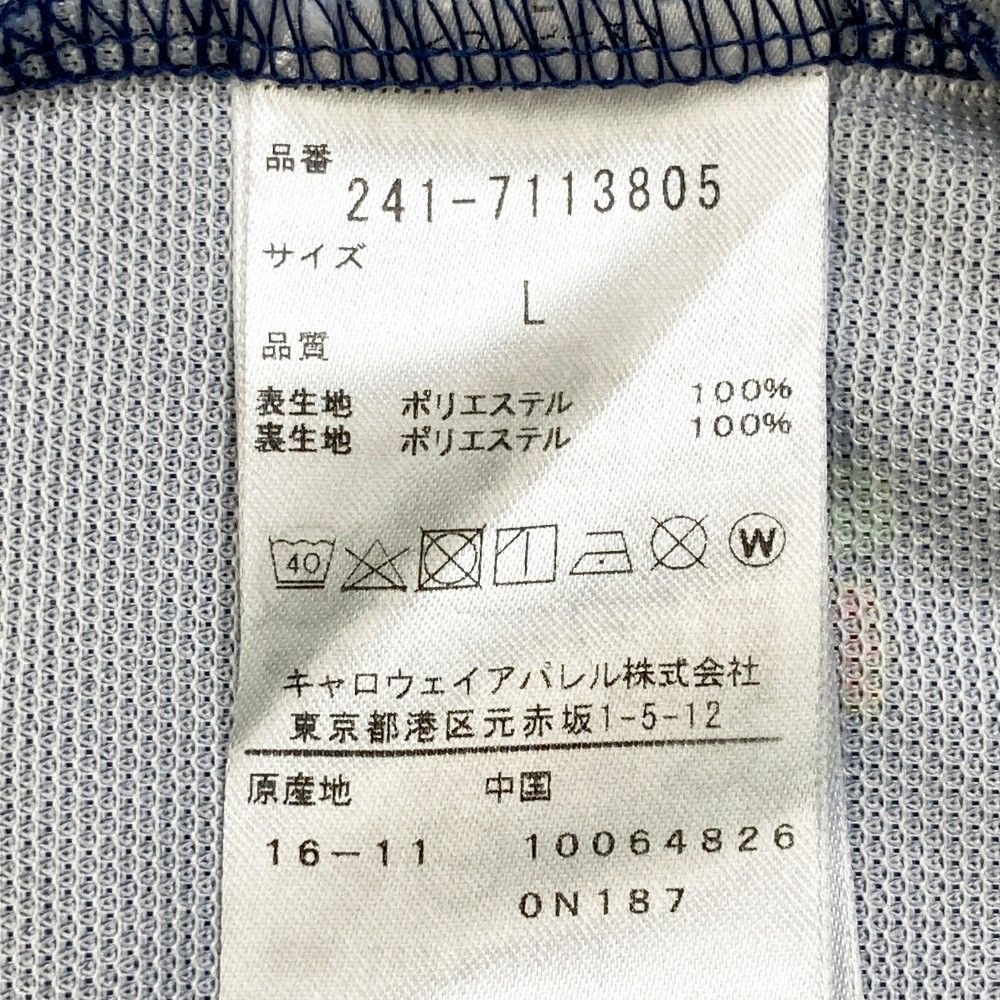 品番
241-7113805
サイズ
L
品質
表生地 ポリエステル 100%
裏生地 ポリエステル 100%
40 W
キャロウェイアパレル株式会社
東京都港区元赤坂1-5-12
原産地 中国
16-11 10064826
0N187